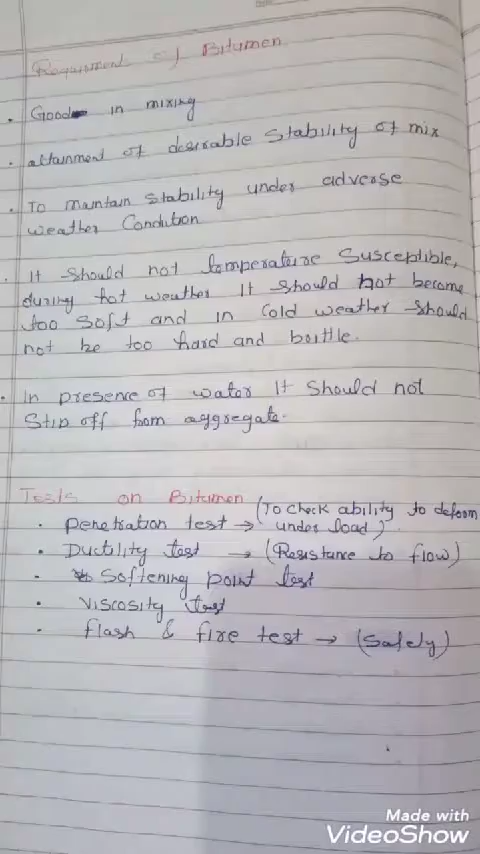 Requirement of Bitumen
• Good in mixing
• attainment of desirable stability of mix
• To maintain stability under adverse
weather Condition
• It should not temperature Susceptible,
during hot weather It should not become
too soft and in cold weather should
not be too hard and brittle.
• In presence of water It should not
Strip off from aggregate.
Tests on Bitumen
• Penetration test → (To check ability to deform
under load)
• Ductility test → (Resistance to flow)
• Softening point test
• Viscosity test
• flash & fire test → (Safely)
Made with
VideoShow